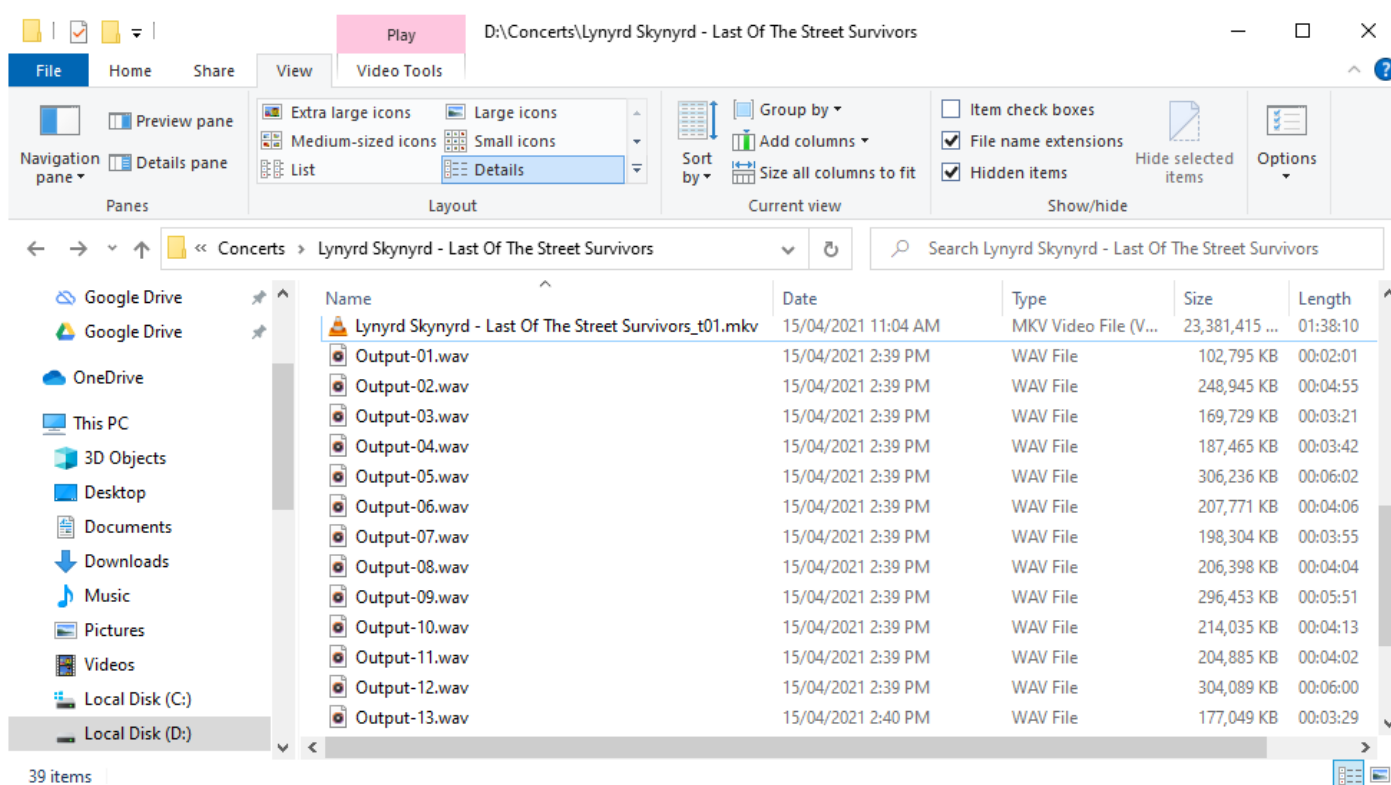 Play D:\Concerts\Lynyrd Skynyrd - Last Of The Street Survivors
File Home Share View Video Tools
Extra large icons Large icons Group by Item check boxes
Preview pane
Medium-sized icons Small icons Add columns File name extensions
Navigation pane Details pane List Details Sort by Size all columns to fit Hidden items Hide selected items Options
Panes Layout Current view Show/hide
« Concerts › Lynyrd Skynyrd - Last Of The Street Survivors Search Lynyrd Skynyrd - Last Of The Street Survivors
Google Drive
Google Drive
OneDrive
This PC
3D Objects
Desktop
Documents
Downloads
Music
Pictures
Videos
Local Disk (C:)
Local Disk (D:)
Name Date Type Size Length
Lynyrd Skynyrd - Last Of The Street Survivors_t01.mkv 15/04/2021 11:04 AM MKV Video File (V... 23,381,415 ... 01:38:10
Output-01.wav 15/04/2021 2:39 PM WAV File 102,795 KB 00:02:01
Output-02.wav 15/04/2021 2:39 PM WAV File 248,945 KB 00:04:55
Output-03.wav 15/04/2021 2:39 PM WAV File 169,729 KB 00:03:21
Output-04.wav 15/04/2021 2:39 PM WAV File 187,465 KB 00:03:42
Output-05.wav 15/04/2021 2:39 PM WAV File 306,236 KB 00:06:02
Output-06.wav 15/04/2021 2:39 PM WAV File 207,771 KB 00:04:06
Output-07.wav 15/04/2021 2:39 PM WAV File 198,304 KB 00:03:55
Output-08.wav 15/04/2021 2:39 PM WAV File 206,398 KB 00:04:04
Output-09.wav 15/04/2021 2:39 PM WAV File 296,453 KB 00:05:51
Output-10.wav 15/04/2021 2:39 PM WAV File 214,035 KB 00:04:13
Output-11.wav 15/04/2021 2:39 PM WAV File 204,885 KB 00:04:02
Output-12.wav 15/04/2021 2:39 PM WAV File 304,089 KB 00:06:00
Output-13.wav 15/04/2021 2:40 PM WAV File 177,049 KB 00:03:29
39 items